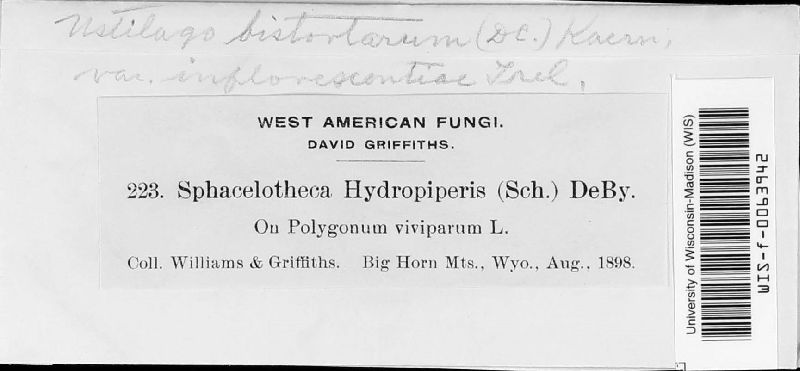 Ustilago bistortarum (DC.) Koern,
var. inflorescentiae Trel.
WEST AMERICAN FUNGI.
DAVID GRIFFITHS.
223. Sphacelotheca Hydropiperis (Sch.) DeBy.
On Polygonum viviparum L.
Coll. Williams & Griffiths. Big Horn Mts., Wyo., Aug., 1898.
University of Wisconsin-Madison (WIS)
WIS-f-0063942